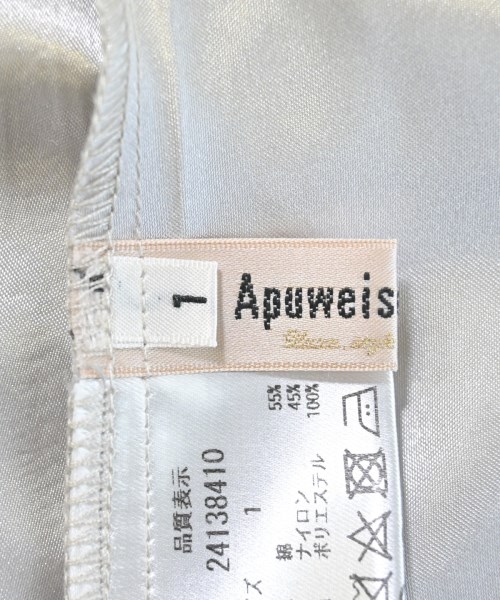 1
Apuweis
品質表示
24138410
ズ 1
綿 55%
ナイロン 45%
ポリエステル 100%